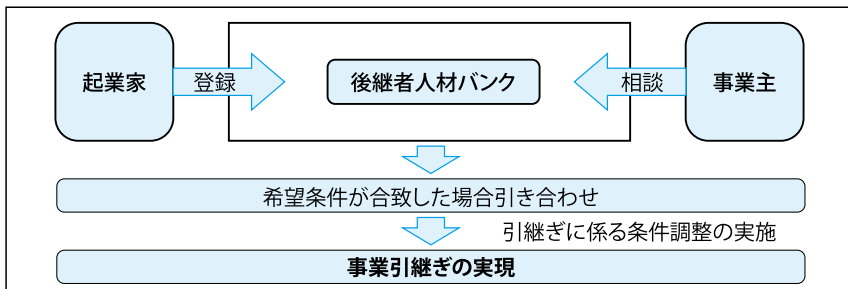 起業家
登録
後継者人材バンク
相談
事業主
希望条件が合致した場合引き合わせ
引継ぎに係る条件調整の実施
事業引継ぎの実現